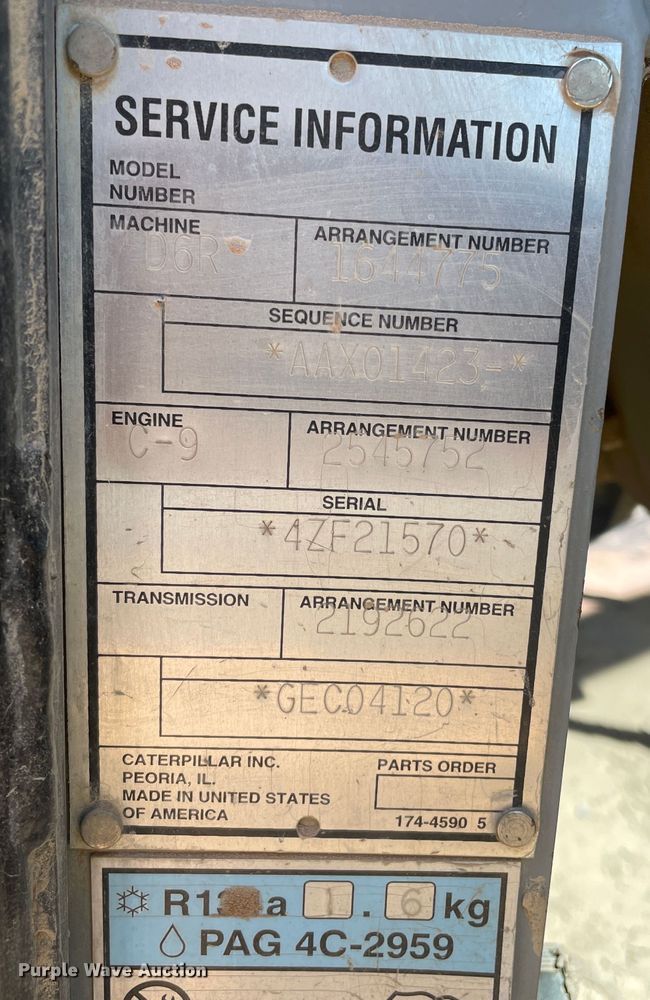 SERVICE INFORMATION
MODEL
NUMBER
MACHINE
D6R
ARRANGEMENT NUMBER
1644775
SEQUENCE NUMBER
*AAX01423-*
ENGINE
C-9
ARRANGEMENT NUMBER
2545752
SERIAL
*4ZF21570*
TRANSMISSION
ARRANGEMENT NUMBER
2192622
*GEC04120*
CATERPILLAR INC.
PEORIA, IL.
MADE IN UNITED STATES
OF AMERICA
PARTS ORDER
174-4590 5
1 . 6 kg
PAG 4C-2959
Purple Wave Auction